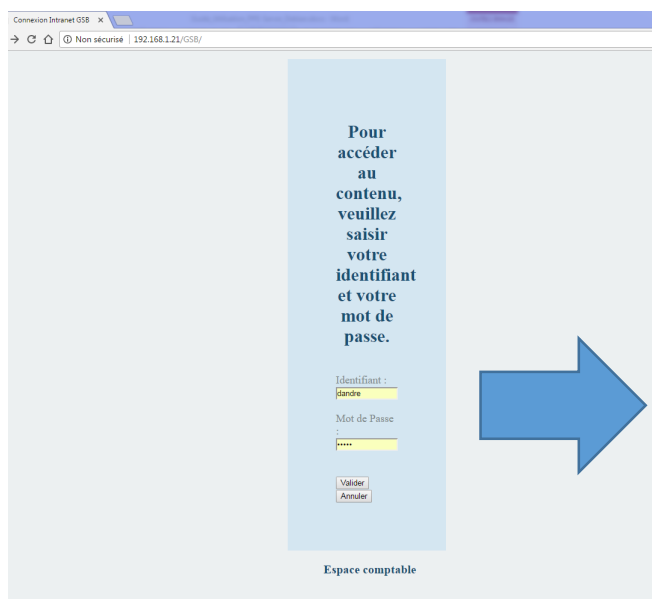 Connexion Intranet GSB
Non sécurisé | 192.168.1.21/GSB/
Pour
accéder
au
contenu,
veuillez
saisir
votre
identifiant
et votre
mot de
passe.
Identifiant :
dandre
Mot de Passe
:
•••••
Valider
Annuler
Espace comptable